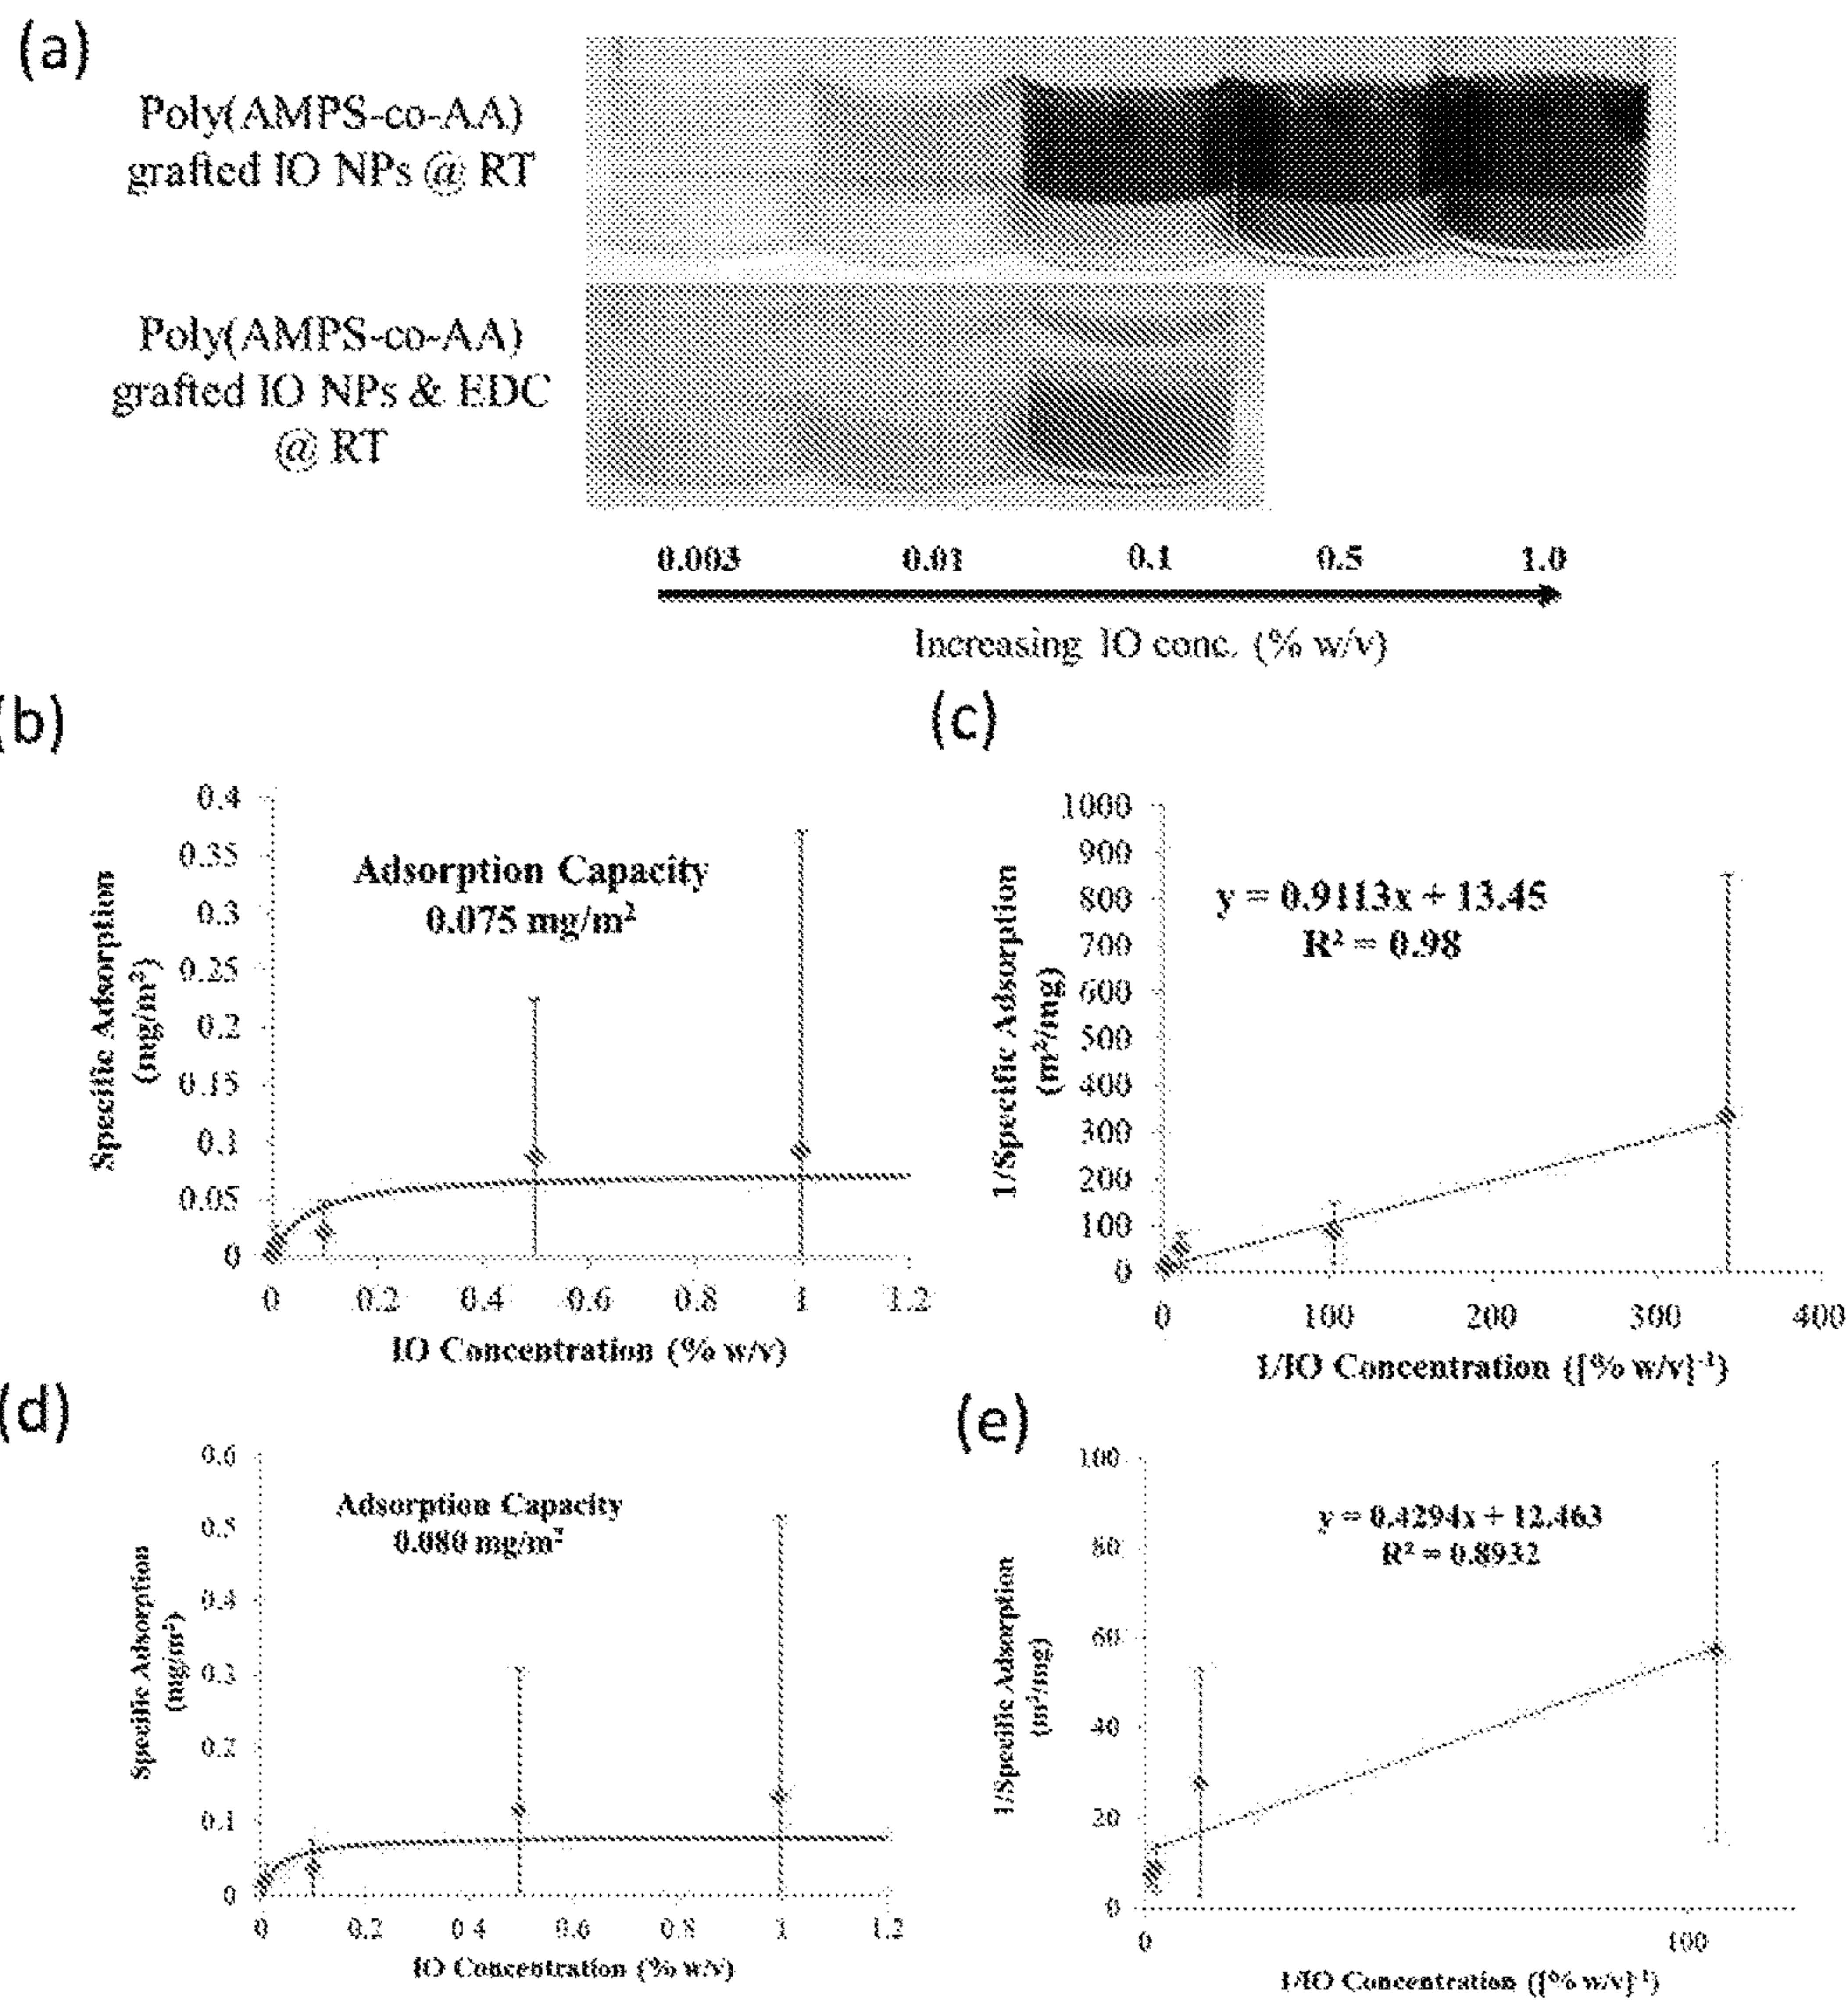 (a)
Poly(AMPS-co-AA)
grafted IO NPs @ RT
Poly(AMPS-co-AA)
grafted IO NPs & EDC
@ RT
0.003 0.01 0.1 0.5 1.0
Increasing IO conc. (% w/v)
(b)
Adsorption Capacity
0.075 mg/m²
Specific Adsorption
(mg/m²)
0.4
0.35
0.3
0.25
0.2
0.15
0.1
0.05
0
0 0.2 0.4 0.6 0.8 1 1.2
IO Concentration (% w/v)
(c)
y = 0.9113x + 13.45
R² = 0.98
1/Specific Adsorption
(m²/mg)
1000
900
800
700
600
500
400
300
200
100
0
0 100 200 300 400
1/IO Concentration ([% w/v]⁻¹)
(d)
Adsorption Capacity
0.080 mg/m²
Specific Adsorption
(mg/m²)
0.6
0.5
0.4
0.3
0.2
0.1
0
0 0.2 0.4 0.6 0.8 1 1.2
IO Concentration (% w/v)
(e)
y = 0.4294x + 12.463
R² = 0.8932
1/Specific Adsorption
(m²/mg)
100
80
60
40
20
0
0 100
1/IO Concentration ([% w/v]⁻¹)